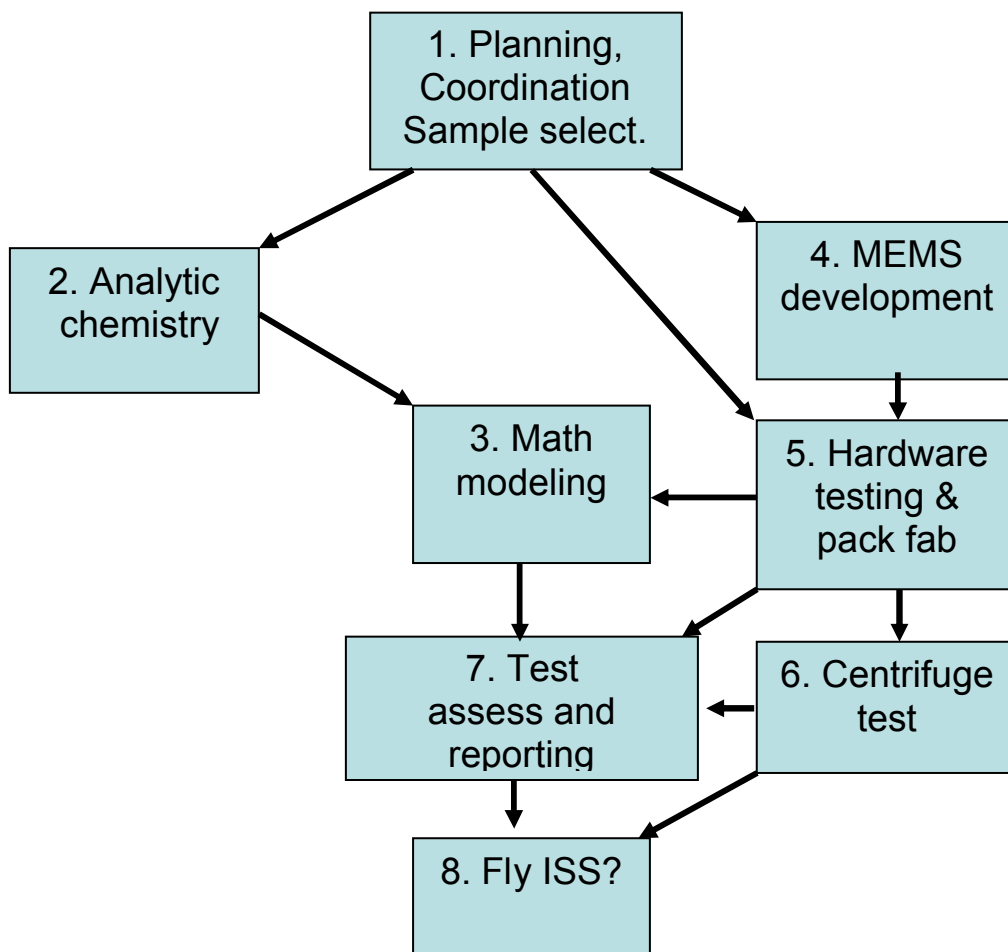 1. Planning,
Coordination
Sample select.
2. Analytic
chemistry
4. MEMS
development
3. Math
modeling
5. Hardware
testing &
pack fab
7. Test
assess and
reporting
6. Centrifuge
test
8. Fly ISS?